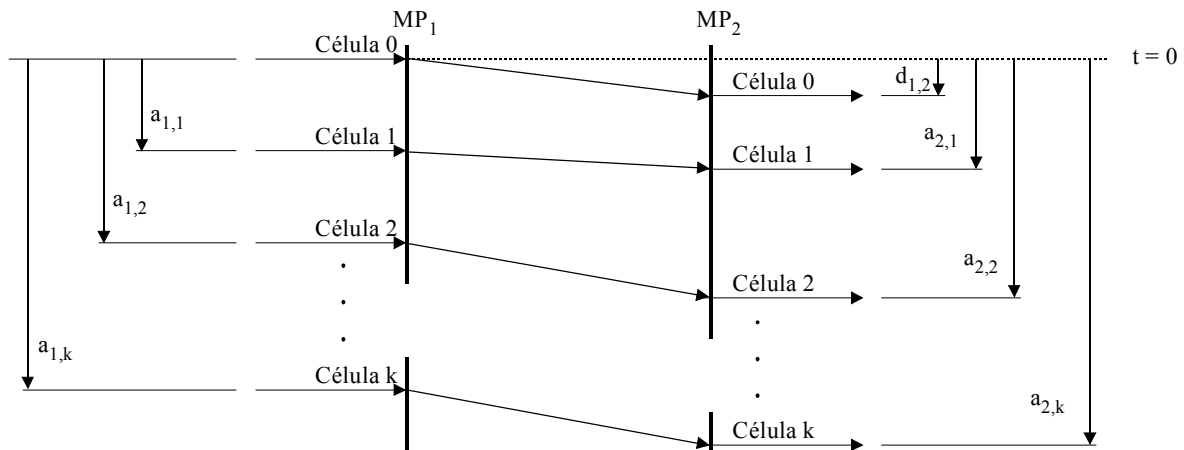 MP1 MP2
Célula 0 t = 0
Célula 0 d1,2
a1,1 Célula 1 Célula 1 a2,1
a1,2 Célula 2
a2,2
Célula 2
a1,k
Célula k a2,k
Célula k